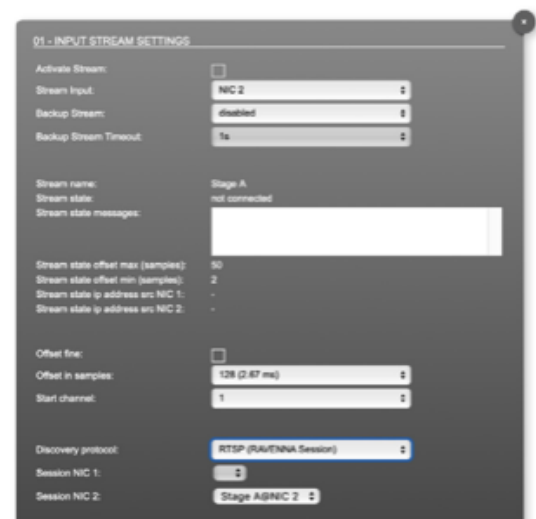 01 - INPUT STREAM SETTINGS
Activate Stream:
Stream Input: NIC 2
Backup Stream: disabled
Backup Stream Timeout: 1s
Stream name: Stage A
Stream state: not connected
Stream state messages:
Stream state offset max (samples): 50
Stream state offset min (samples): 2
Stream state ip address src NIC 1: -
Stream state ip address src NIC 2: -
Offset fine:
Offset in samples: 128 (2.67 ms)
Start channel: 1
Discovery protocol: RTSP (RAVENNA Session)
Session NIC 1:
Session NIC 2: Stage A@NIC 2